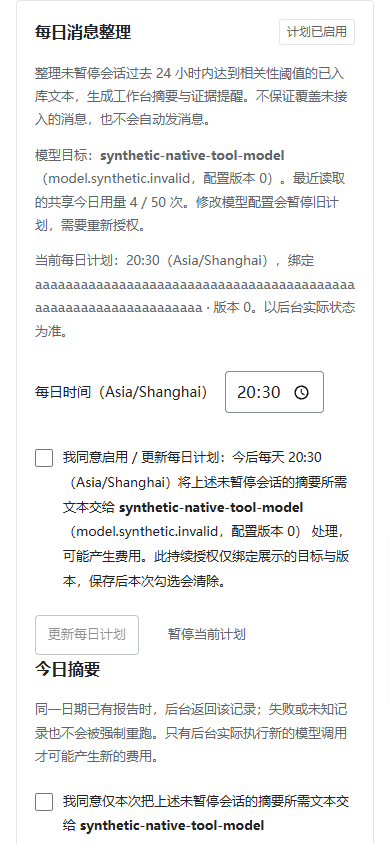 每日消息整理
计划已启用
整理未暂停会话过去 24 小时内达到相关性阈值的已入
库文本，生成工作台摘要与证据提醒。不保证覆盖未接
入的消息，也不会自动发消息。
模型目标：synthetic-native-tool-model
（model.synthetic.invalid，配置版本 0）。最近读取
的共享今日用量 4 / 50 次。修改模型配置会暂停旧计
划，需要重新授权。
当前每日计划：20:30（Asia/Shanghai），绑定
aaaaaaaaaaaaaaaaaaaaaaaaaaaaaaaaaaaaaaaaaa
aaaaaaaaaaaaaaaaaaaaaa · 版本 0。以后台实际状态
为准。
每日时间（Asia/Shanghai） 20:30
我同意启用 / 更新每日计划：今后每天 20:30
（Asia/Shanghai）将上述未暂停会话的摘要所需
文本交给 synthetic-native-tool-model
（model.synthetic.invalid，配置版本 0） 处理，
可能产生费用。此持续授权仅绑定展示的目标与版
本，保存后本次勾选会清除。
更新每日计划 暂停当前计划
今日摘要
同一日期已有报告时，后台返回该记录；失败或未知记
录也不会被强制重跑。只有后台实际执行新的模型调用
才可能产生新的费用。
我同意仅本次把上述未暂停会话的摘要所需文本交
给 synthetic-native-tool-model